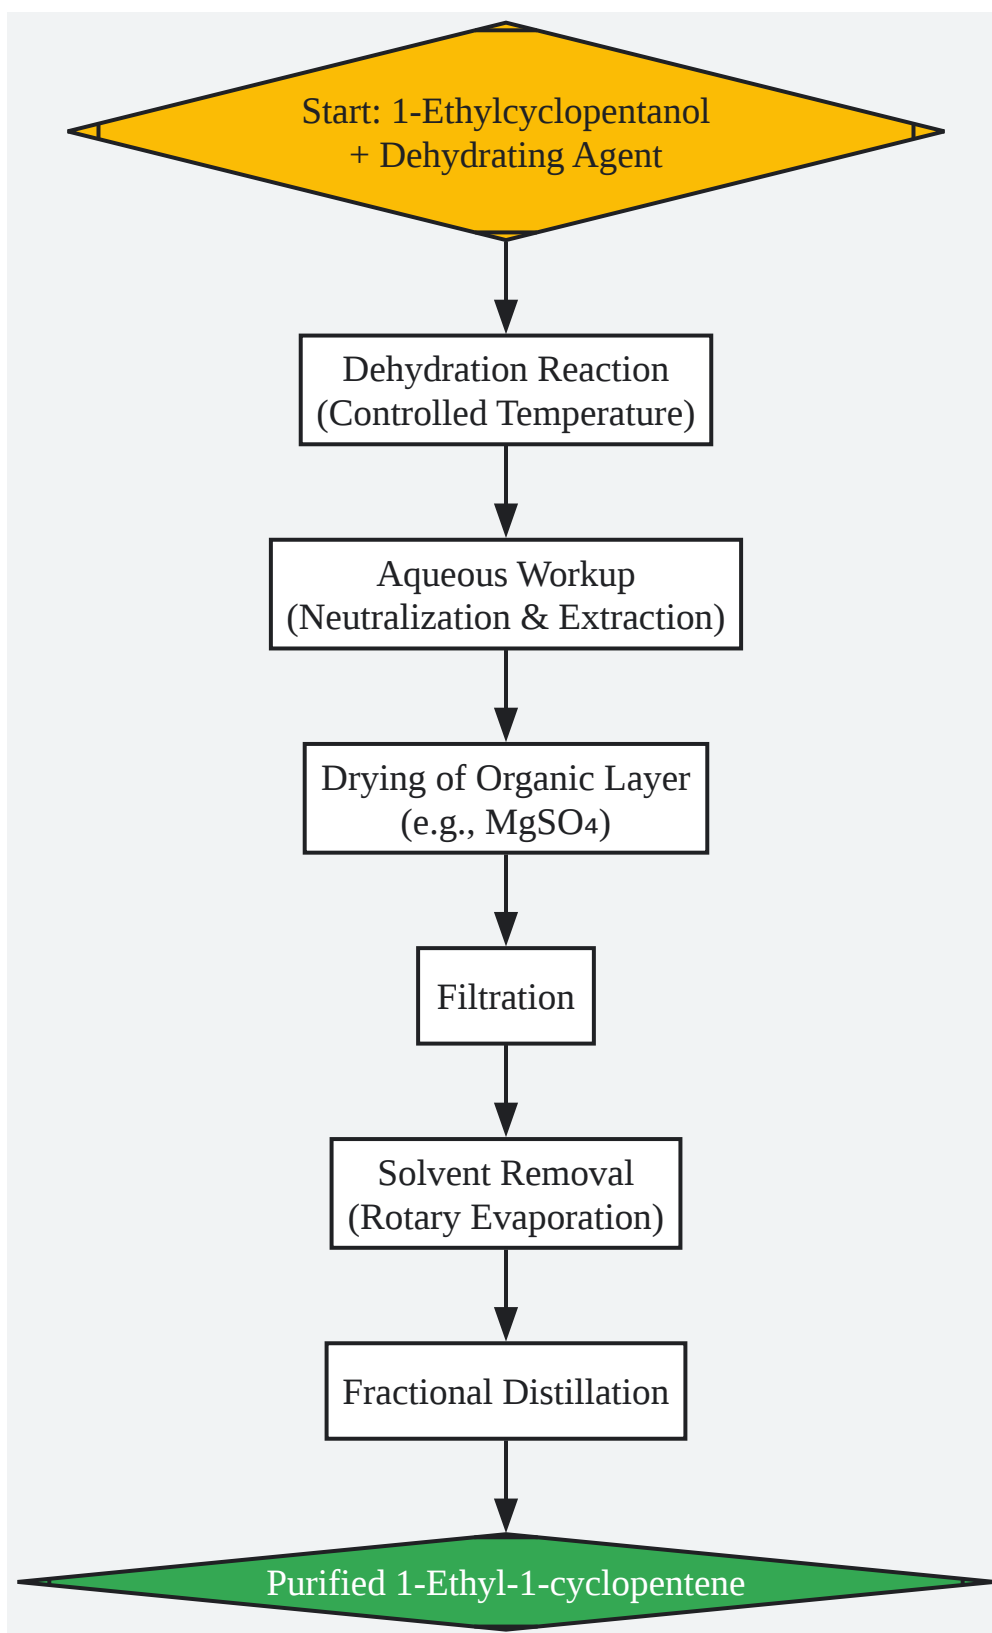 Start: 1-Ethylcyclopentanol
+ Dehydrating Agent
Dehydration Reaction
(Controlled Temperature)
Aqueous Workup
(Neutralization & Extraction)
Drying of Organic Layer
(e.g., MgSO₄)
Filtration
Solvent Removal
(Rotary Evaporation)
Fractional Distillation
Purified 1-Ethyl-1-cyclopentene